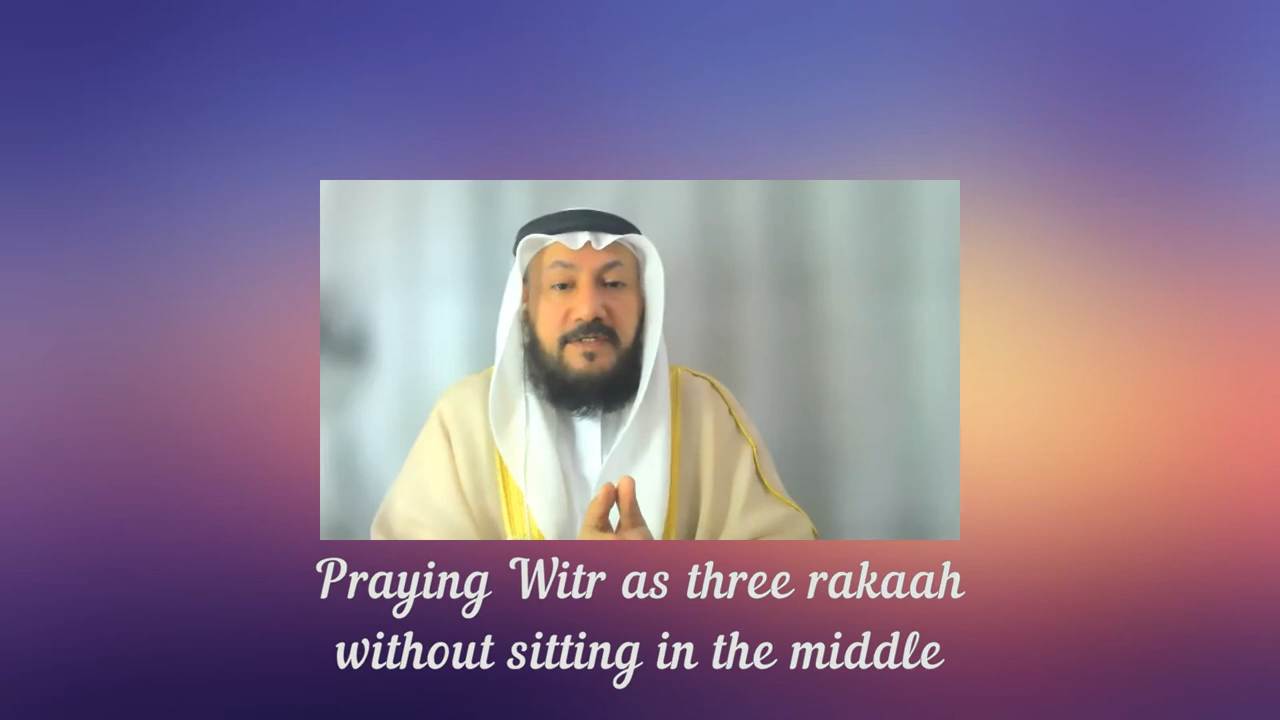 Praying Witr as three rakaah
without sitting in the middle